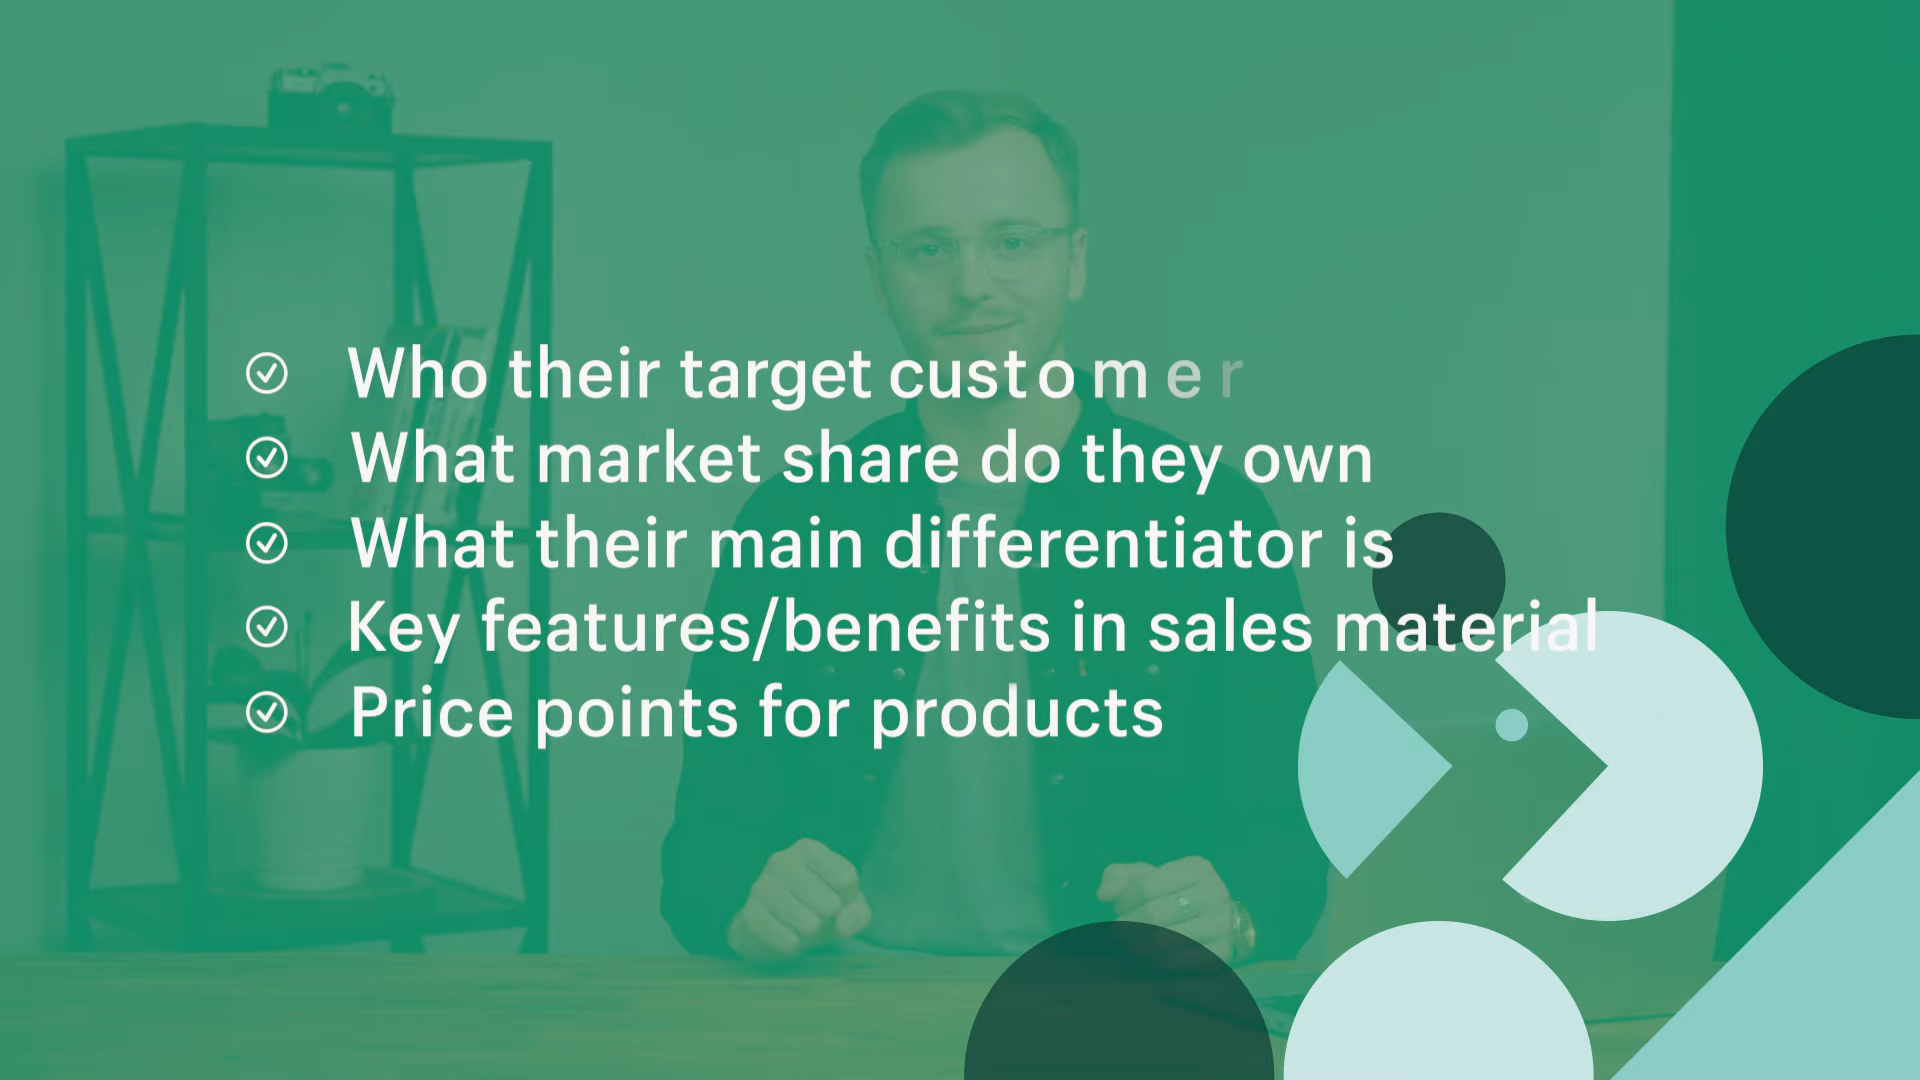 Who their target customer
What market share do they own
What their main differentiator is
Key features/benefits in sales material
Price points for products